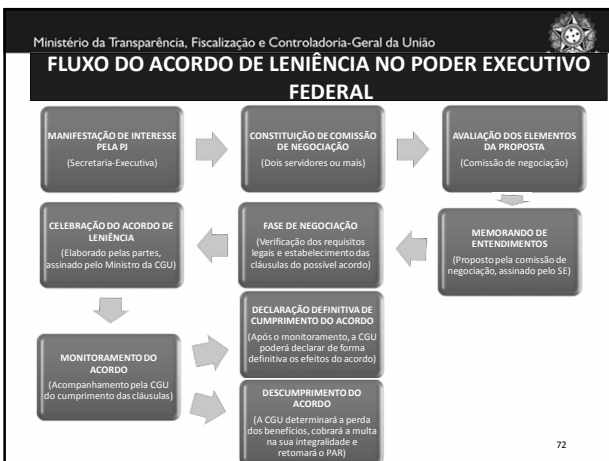 Ministério da Transparência, Fiscalização e Controladoria-Geral da União
FLUXO DO ACORDO DE LENIÊNCIA NO PODER EXECUTIVO
FEDERAL
MANIFESTAÇÃO DE INTERESSE
PELA PJ
(Secretaria-Executiva)
CONSTITUIÇÃO DE COMISSÃO
DE NEGOCIAÇÃO
(Dois servidores ou mais)
AVALIAÇÃO DOS ELEMENTOS
DA PROPOSTA
(Comissão de negociação)
MEMORANDO DE
ENTENDIMENTOS
(Proposto pela comissão de
negociação, assinado pelo SE)
FASE DE NEGOCIAÇÃO
(Verificação dos requisitos
legais e estabelecimento das
cláusulas do possível acordo)
CELEBRAÇÃO DO ACORDO DE
LENIÊNCIA
(Elaborado pelas partes,
assinado pelo Ministro da CGU)
MONITORAMENTO DO
ACORDO
(Acompanhamento pela CGU
do cumprimento das cláusulas)
DECLARAÇÃO DEFINITIVA DE
CUMPRIMENTO DO ACORDO
(Após o monitoramento, a CGU
poderá declarar de forma
definitiva os efeitos do acordo)
DESCUMPRIMENTO DO
ACORDO
(A CGU determinará a perda
dos benefícios, cobrará a multa
na sua integralidade e
retomará o PAR)
72